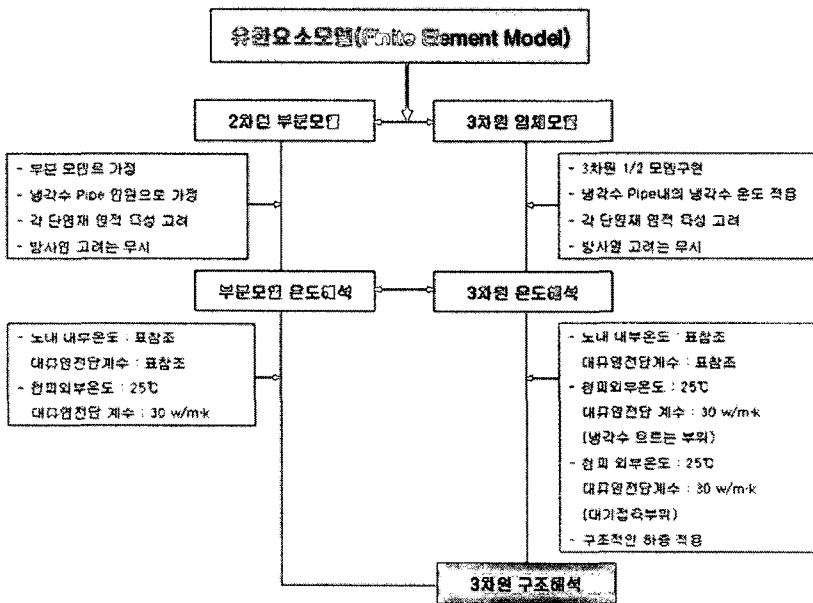 유한요소모델(Finite Element Model)
2차원 부분모델
3차원 입체모델
- 부분 모델로 가정
- 냉각수 Pipe 일원으로 가정
- 각 단열재 열적 특성 고려
- 방사열 고려는 무시
- 3차원 1/2 모델구현
- 냉각수 Pipe내의 냉각수 온도 적용
- 각 단열재 열적 특성 고려
- 방사열 고려는 무시
부분모델 온도해석
3차원 온도해석
- 노내 내부온도 : 표참조
대류열전달계수 : 표참조
- 철피외부온도 : 25℃
대류열전달 계수 : 30 w/m·k
- 노내 내부온도 : 표참조
대류열전달계수 : 표참조
- 철피외부온도 : 25℃
대류열전달 계수 : 30 w/m·k
(냉각수 흐르는 부위)
- 철피 외부온도 : 25℃
대류열전달계수 : 30 w/m·k
(대기접촉부위)
- 구조적인 하중 적용
3차원 구조해석